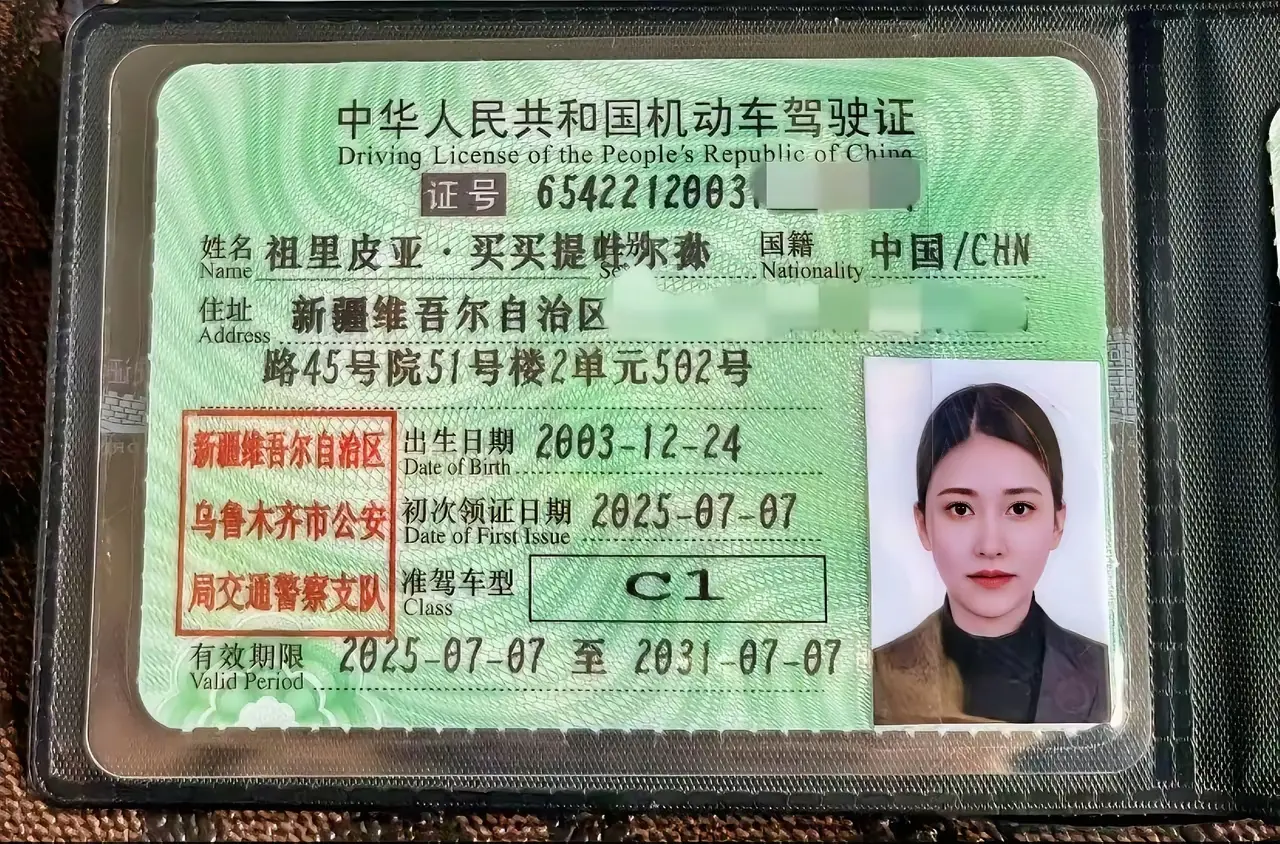 中华人民共和国机动车驾驶证
Driving License of the People's Republic of China
证号 6542212003
姓名 祖里皮亚·买买提吐尔孙 性别 国籍 中国/CHN
Name Nationality
住址 新疆维吾尔自治区
Address
路45号院51号楼2单元502号
新疆维吾尔自治区
乌鲁木齐市公安
局交通警察支队
出生日期 2003-12-24
Date of Birth
初次领证日期 2025-07-07
Date of First Issue
准驾车型 C1
Class
有效期限 2025-07-07 至 2031-07-07
Valid Period